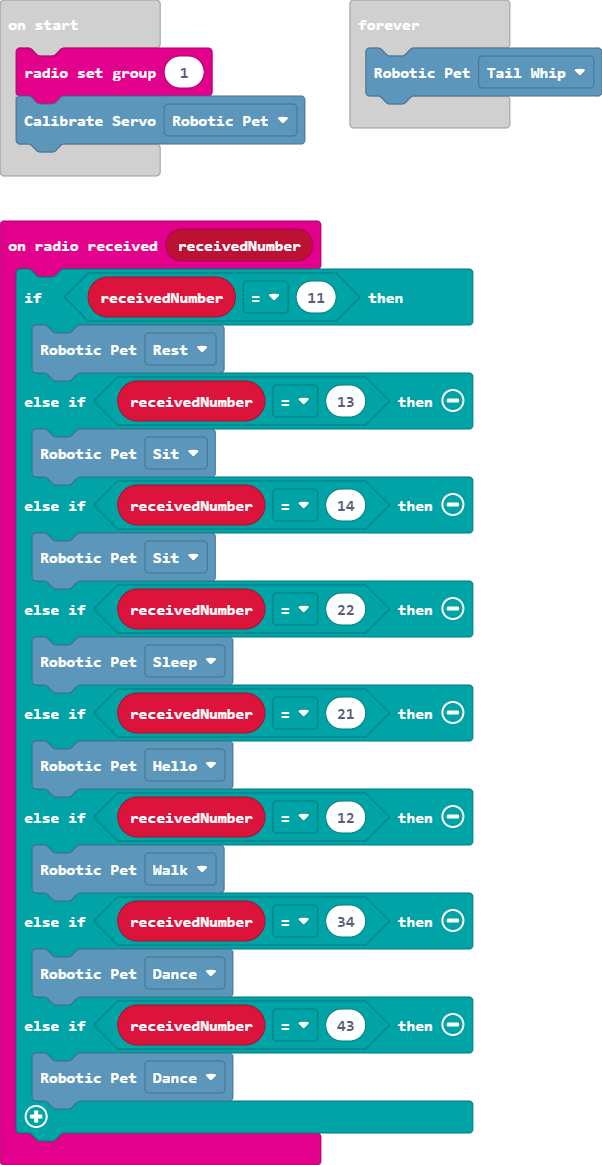 on start
radio set group 1
Calibrate Servo Robotic Pet
forever
Robotic Pet Tail Whip
on radio received receivedNumber
if receivedNumber = 11 then
Robotic Pet Rest
else if receivedNumber = 13 then
Robotic Pet Sit
else if receivedNumber = 14 then
Robotic Pet Sit
else if receivedNumber = 22 then
Robotic Pet Sleep
else if receivedNumber = 21 then
Robotic Pet Hello
else if receivedNumber = 12 then
Robotic Pet Walk
else if receivedNumber = 34 then
Robotic Pet Dance
else if receivedNumber = 43 then
Robotic Pet Dance